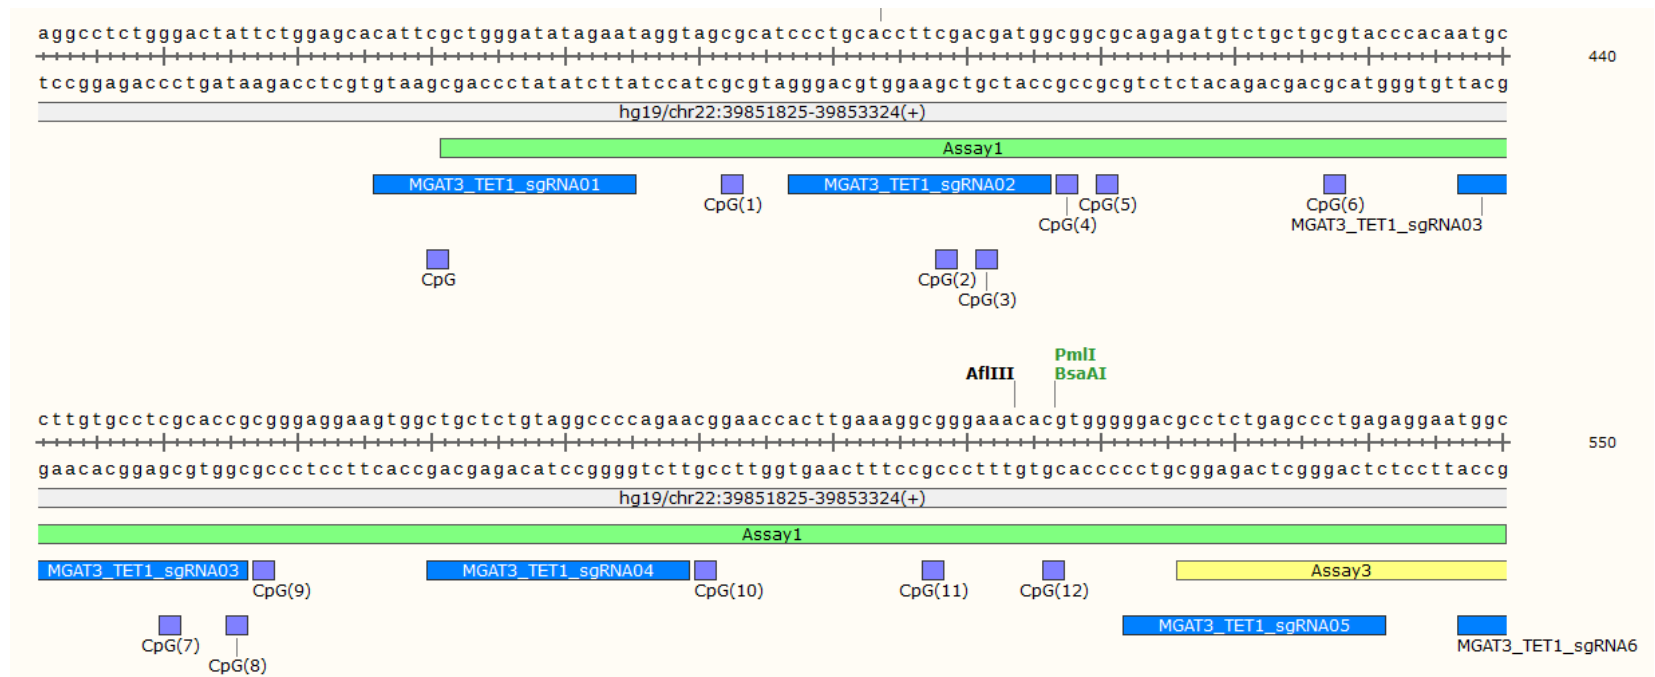 aggcctctgggactattctggagcacattcgctgggatatagaataggtagcgcatccctgcaccttcgacgatggcggcgcagagatgtctgctgcgtacccacaatgc
440
tccggagaccctgataagacctcgtgtaagcgaccctatatcttatccatcgcgtagggacgtggaagctgctaccgccgcgtctctacagacgacgcatgggtgttacg
hg19/chr22:39851825-39853324(+)
Assay1
MGAT3_TET1_sgRNA01 MGAT3_TET1_sgRNA02
CpG(1) CpG(5) CpG(6)
CpG(4) MGAT3_TET1_sgRNA03
CpG CpG(2)
CpG(3)
PmlI
AflIII BsaAI
cttgtgcctcgcaccgcgggaggaagtggctgctctgtaggccccagaacggaaccacttgaaaggcgggaaacacgtgggggacgcctctgagccctgagaggaatggc
550
gaacacggagcgtggcgccctccttcaccgacgagacatccggggtcttgccttggtgaactttccgccctttgtgcaccccctgcggagactcgggactctccttaccg
hg19/chr22:39851825-39853324(+)
Assay1
MGAT3_TET1_sgRNA03 MGAT3_TET1_sgRNA04 Assay3
CpG(9) CpG(10) CpG(11) CpG(12)
MGAT3_TET1_sgRNA05
CpG(7) MGAT3_TET1_sgRNA6
CpG(8)